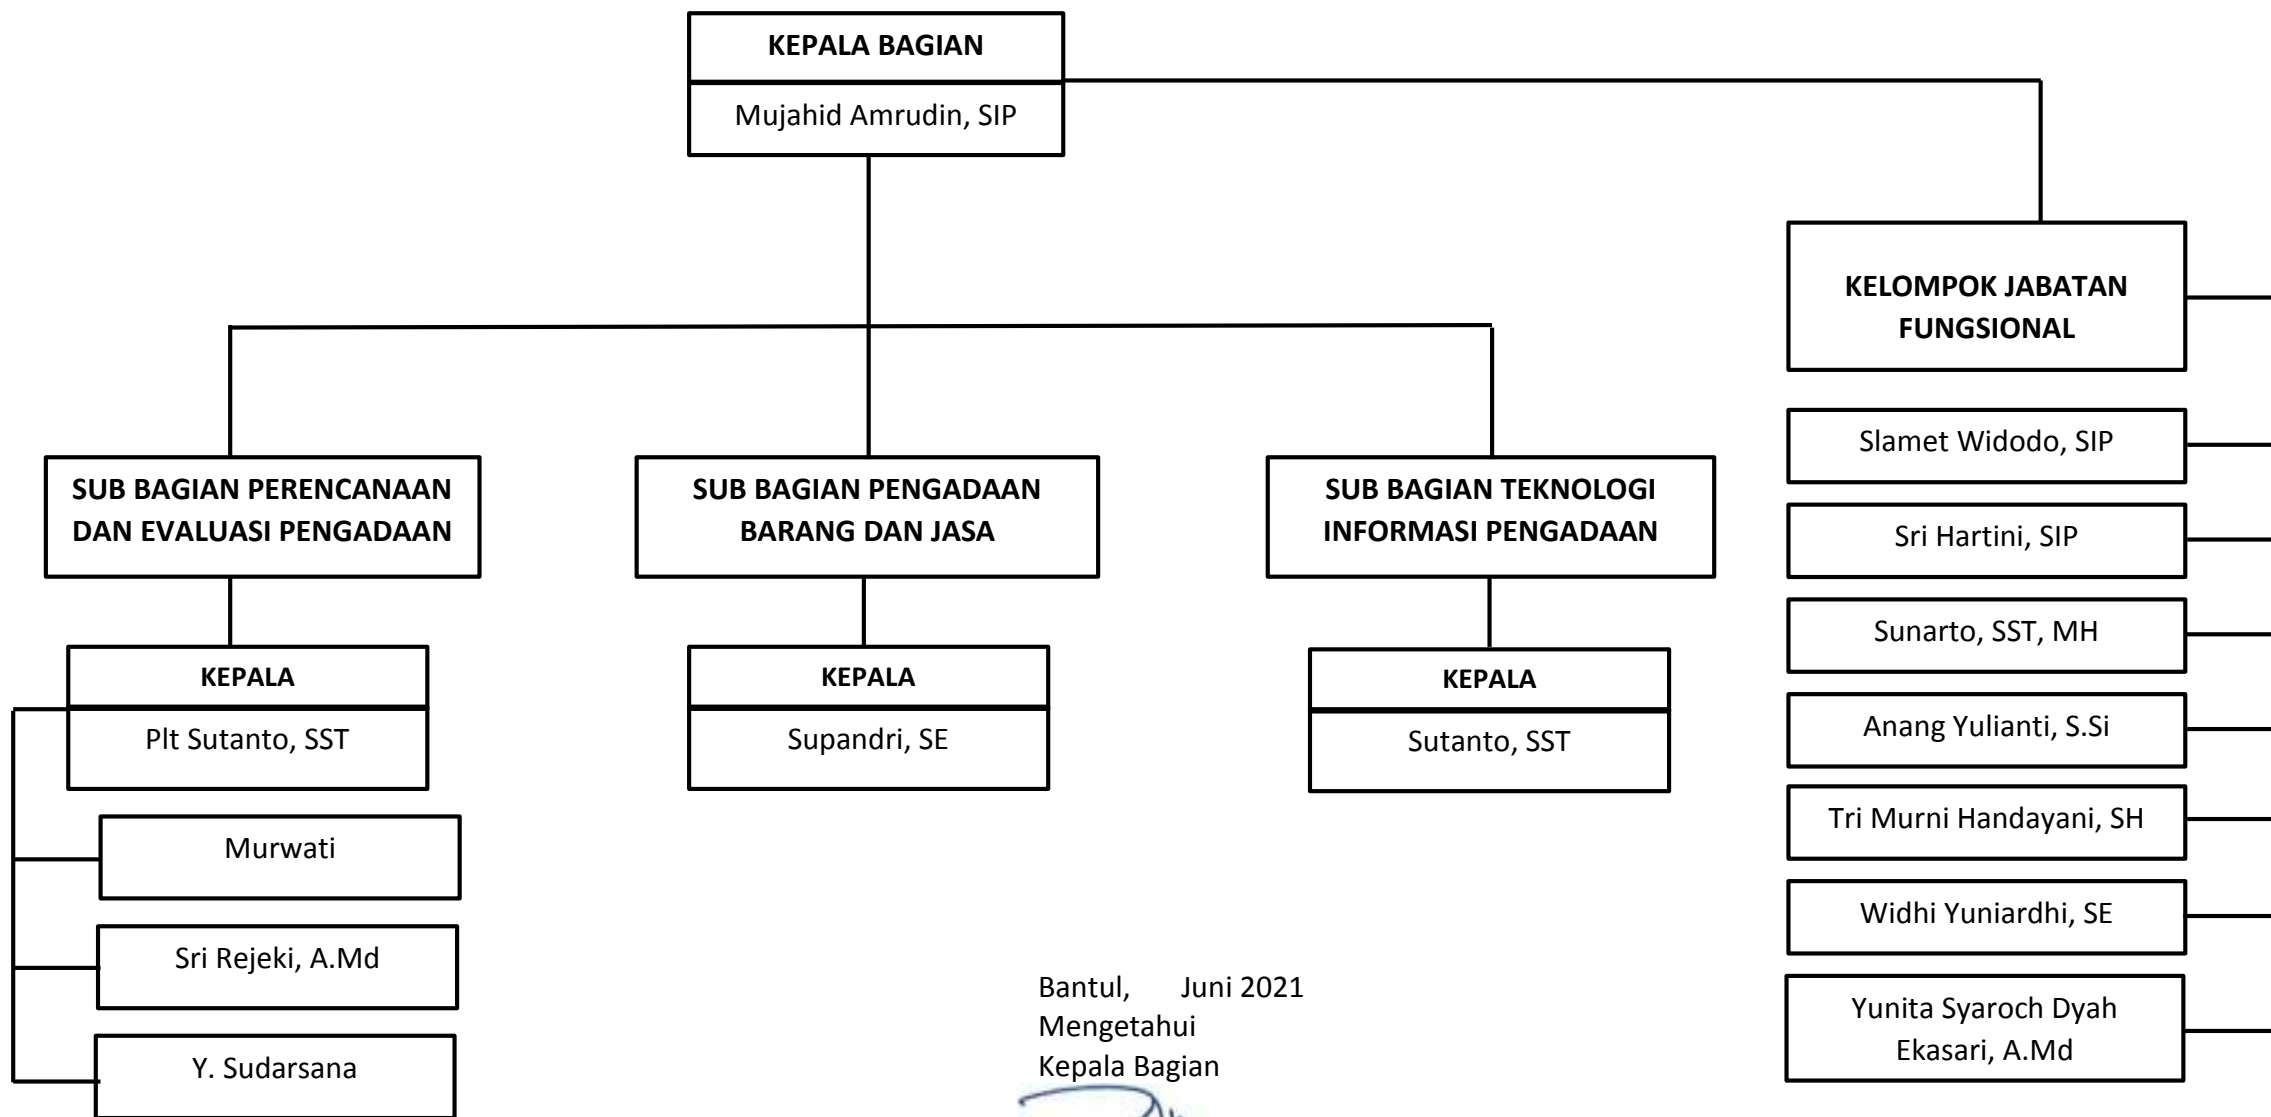 KEPALA BAGIAN
Mujahid Amrudin, SIP
KELOMPOK JABATAN
FUNGSIONAL
SUB BAGIAN PERENCANAAN
DAN EVALUASI PENGADAAN
SUB BAGIAN PENGADAAN
BARANG DAN JASA
SUB BAGIAN TEKNOLOGI
INFORMASI PENGADAAN
KEPALA
Plt Sutanto, SST
Murwati
Sri Rejeki, A.Md
Y. Sudarsana
KEPALA
Supandri, SE
KEPALA
Sutanto, SST
Slamet Widodo, SIP
Sri Hartini, SIP
Sunarto, SST, MH
Anang Yulianti, S.Si
Tri Murni Handayani, SH
Widhi Yuniardhi, SE
Yunita Syaroch Dyah
Ekasari, A.Md
Bantul, Juni 2021
Mengetahui
Kepala Bagian